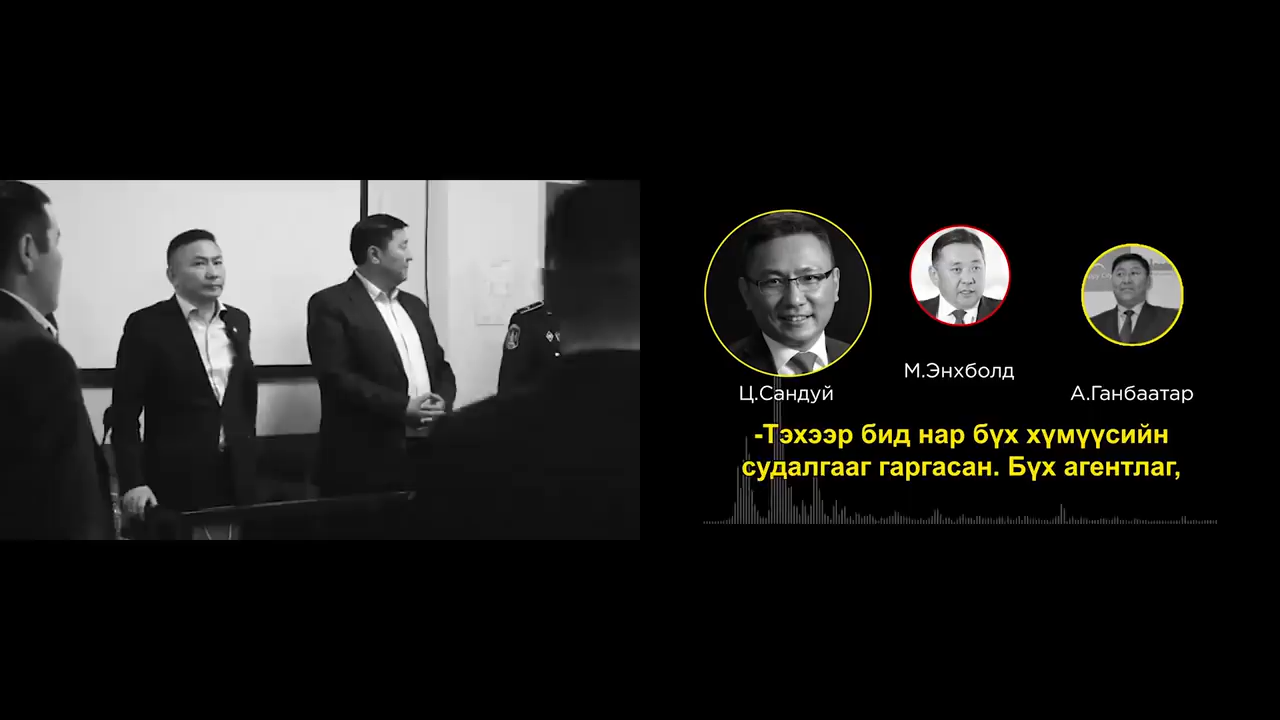 Ц.Сандуй
М.Энхболд
А.Ганбаатар
-Тэхээр бид нар бүх хүмүүсийн
судалгааг гаргасан. Бүх агентлаг,